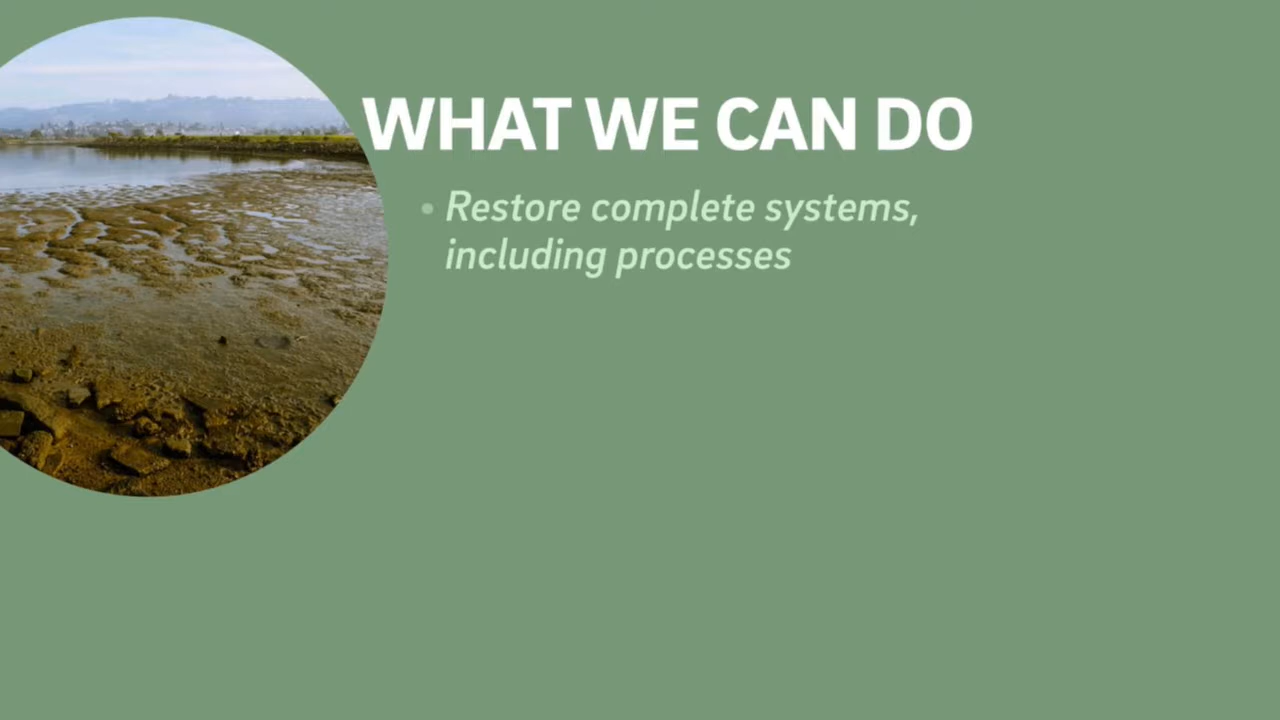 WHAT WE CAN DO
• Restore complete systems,
including processes